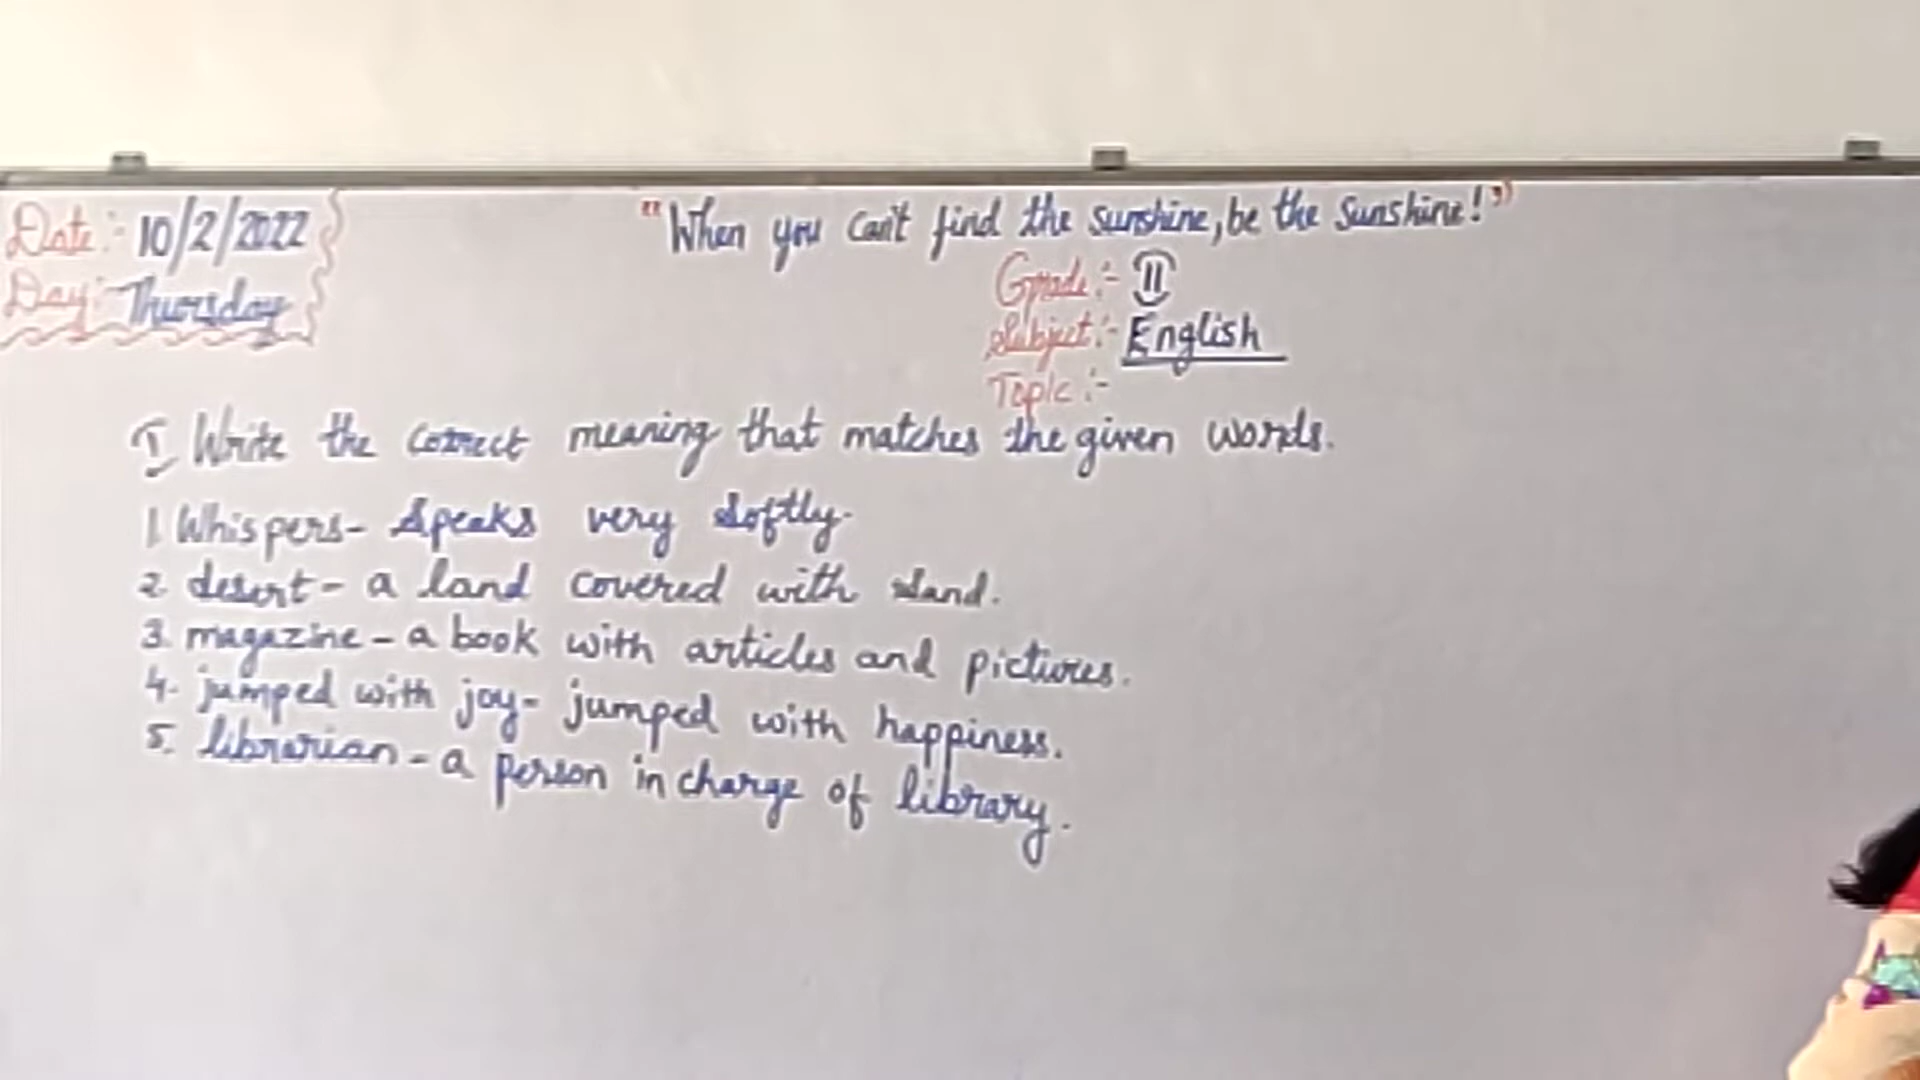 Date:- 10/2/2022
Day:- Thursday
"When you can't find the sunshine, be the sunshine!"
Grade:- II
Subject:- English
Topic:-
I Write the correct meaning that matches the given words.
1. Whispers- Speaks very softly.
2. desert- a land covered with sand.
3. magazine- a book with articles and pictures.
4. jumped with joy- jumped with happiness.
5. librarian- a person in charge of library.